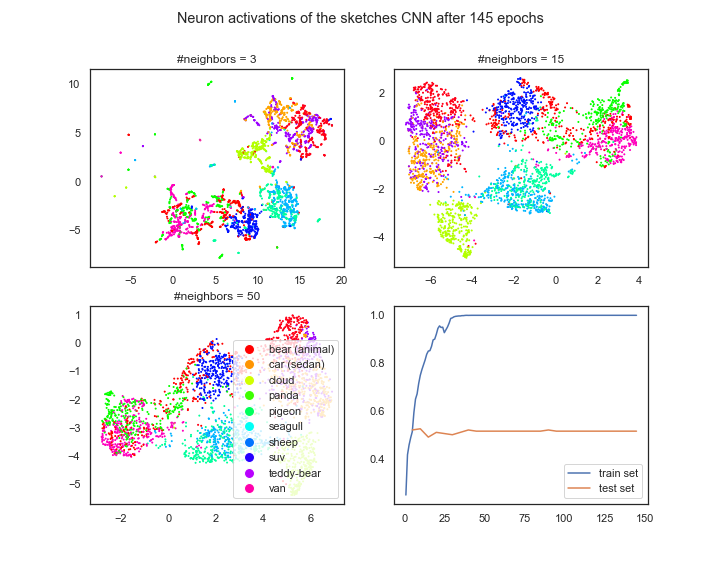 Neuron activations of the sketches CNN after 145 epochs
#neighbors = 3
10
5
0
−5
−5
0
5
10
15
20
#neighbors = 15
2
0
−2
−4
−6
−4
−2
0
2
4
#neighbors = 50
1
0
−1
−2
−3
−4
−5
−2
0
2
4
6
bear (animal)
car (sedan)
cloud
panda
pigeon
seagull
sheep
suv
teddy-bear
van
1.0
0.8
0.6
0.4
0
25
50
75
100
125
150
train set
test set